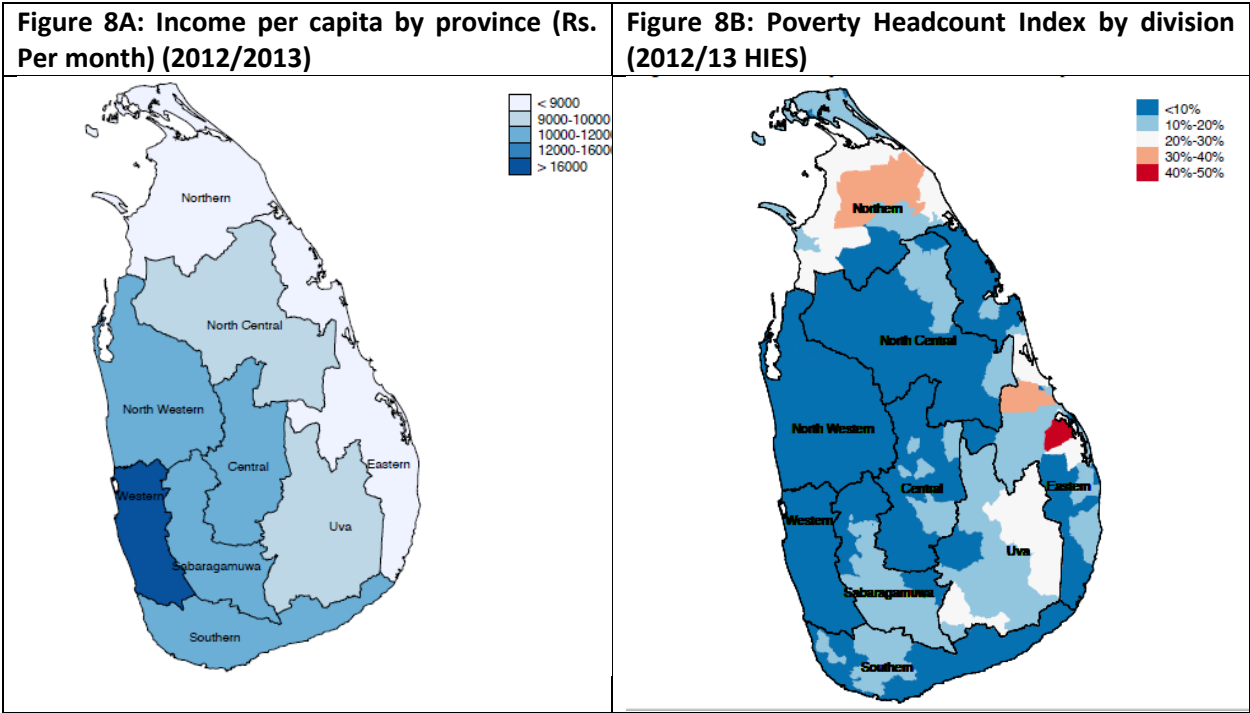 Figure 8A: Income per capita by province (Rs.
Per month) (2012/2013)
Figure 8B: Poverty Headcount Index by division
(2012/13 HIES)
< 9000
9000-10000
10000-1200
12000-1600
> 16000
Northern
North Central
North Western
Central
Eastern
Western
Uva
Sabaragamuwa
Southern
<10%
10%-20%
20%-30%
30%-40%
40%-50%
Northern
North Central
North Western
Central
Eastern
Western
Uva
Sabaragamuwa
Southern